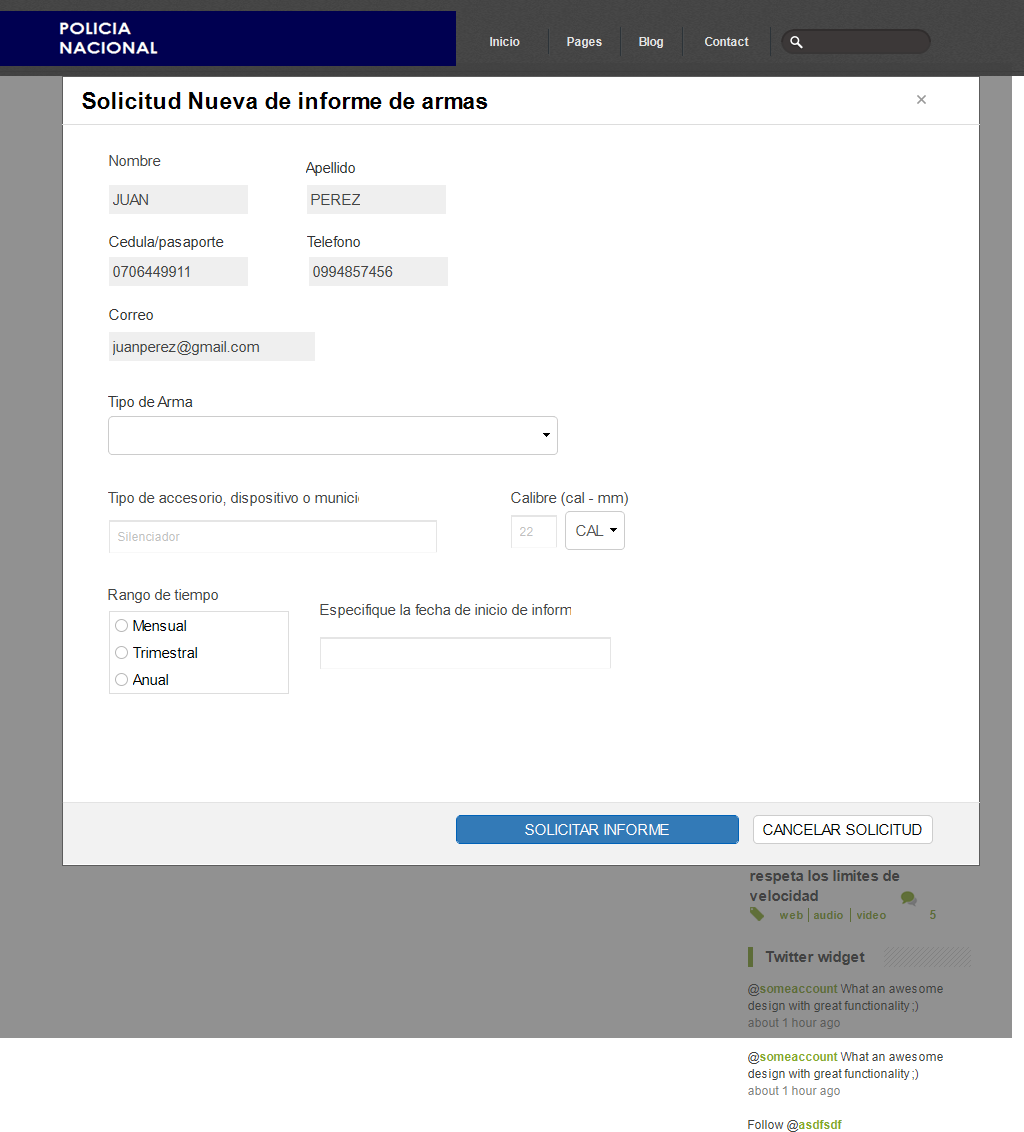 POLICIA
NACIONAL
Inicio
Pages
Blog
Contact
Solicitud Nueva de informe de armas
×
Nombre
Apellido
JUAN
PEREZ
Cedula/pasaporte
Telefono
0706449911
0994857456
Correo
juanperez@gmail.com
Tipo de Arma
Tipo de accesorio, dispositivo o munici
Calibre (cal - mm)
Silenciador
22
CAL
Rango de tiempo
Especifique la fecha de inicio de inform
Mensual
Trimestral
Anual
SOLICITAR INFORME
CANCELAR SOLICITUD
respeta los limites de
velocidad
web | audio | video
5
Twitter widget
@someaccount What an awesome
design with great functionality ;)
about 1 hour ago
@someaccount What an awesome
design with great functionality ;)
about 1 hour ago
Follow @asdfsdf